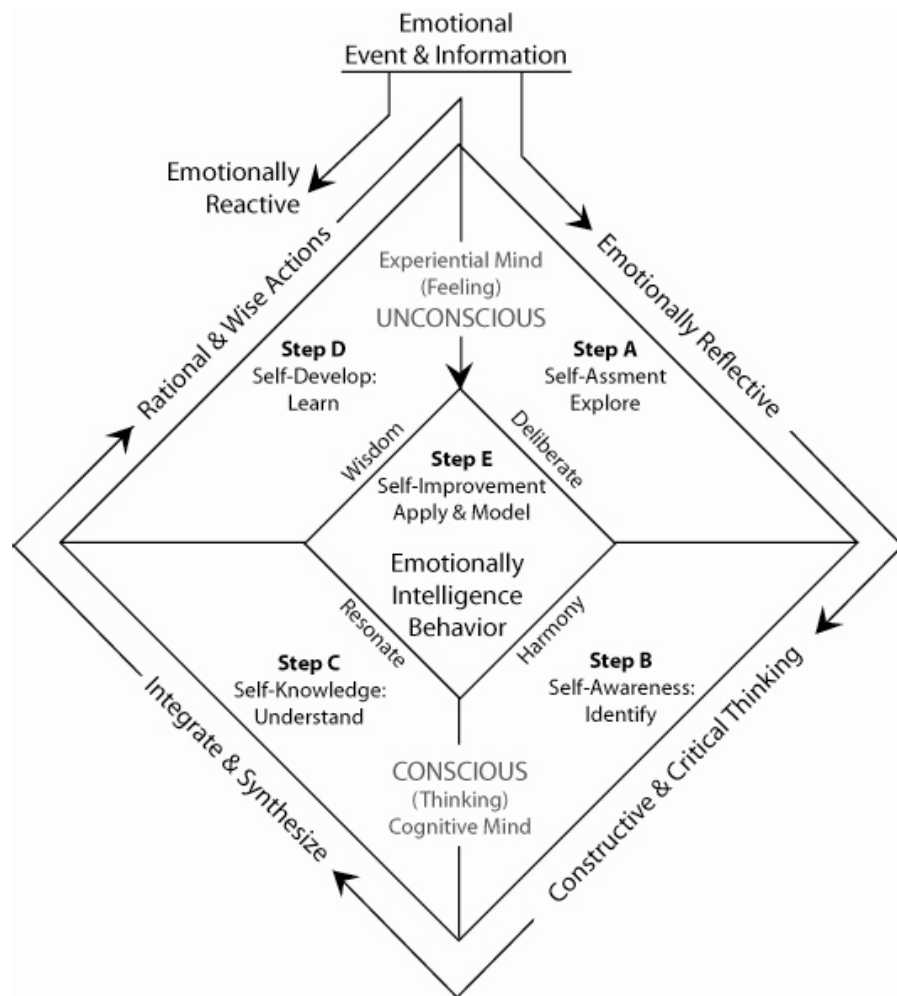 Emotional
Event & Information
Emotionally
Reactive
Rational & Wise Actions
Emotionally Reflective
Experiential Mind
(Feeling)
UNCONSCIOUS
Step D
Self-Develop:
Learn
Step A
Self-Assment
Explore
Wisdom
Deliberate
Step E
Self-Improvement
Apply & Model
Emotionally
Intelligence
Behavior
Resonate
Harmony
Step C
Self-Knowledge:
Understand
Step B
Self-Awareness:
Identify
CONSCIOUS
(Thinking)
Cognitive Mind
Integrate & Synthesize
Constructive & Critical Thinking